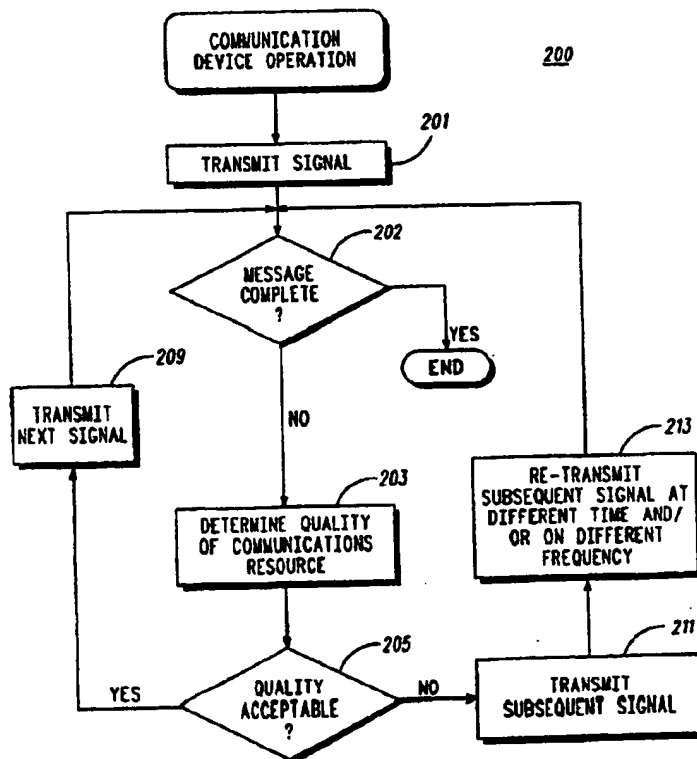 COMMUNICATION
DEVICE OPERATION
200
201
TRANSMIT SIGNAL
202
MESSAGE
COMPLETE
?
YES
END
209
TRANSMIT
NEXT SIGNAL
NO
213
RE-TRANSMIT
SUBSEQUENT SIGNAL AT
DIFFERENT TIME AND/
OR ON DIFFERENT
FREQUENCY
203
DETERMINE QUALITY
OF COMMUNICATIONS
RESOURCE
205
QUALITY
ACCEPTABLE
?
YES
NO
211
TRANSMIT
SUBSEQUENT SIGNAL